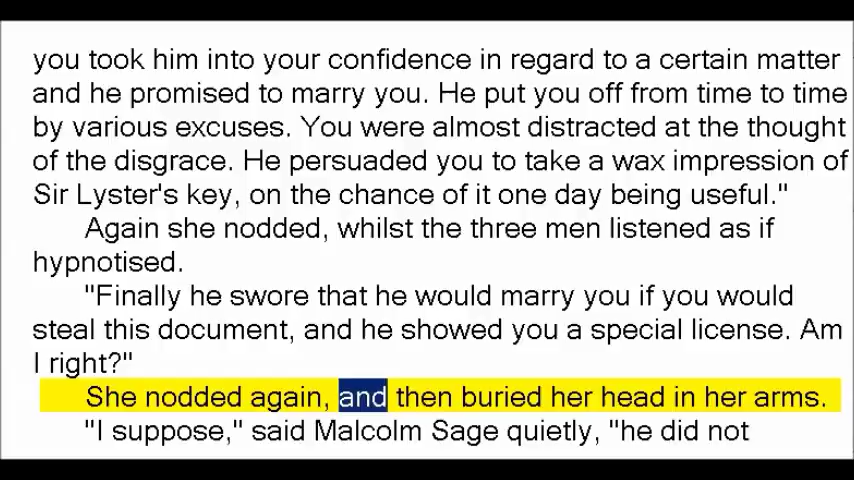 you took him into your confidence in regard to a certain matter
and he promised to marry you. He put you off from time to time
by various excuses. You were almost distracted at the thought
of the disgrace. He persuaded you to take a wax impression of
Sir Lyster's key, on the chance of it one day being useful."
Again she nodded, whilst the three men listened as if
hypnotised.
"Finally he swore that he would marry you if you would
steal this document, and he showed you a special license. Am
I right?"
She nodded again, and then buried her head in her arms.
"I suppose," said Malcolm Sage quietly, "he did not